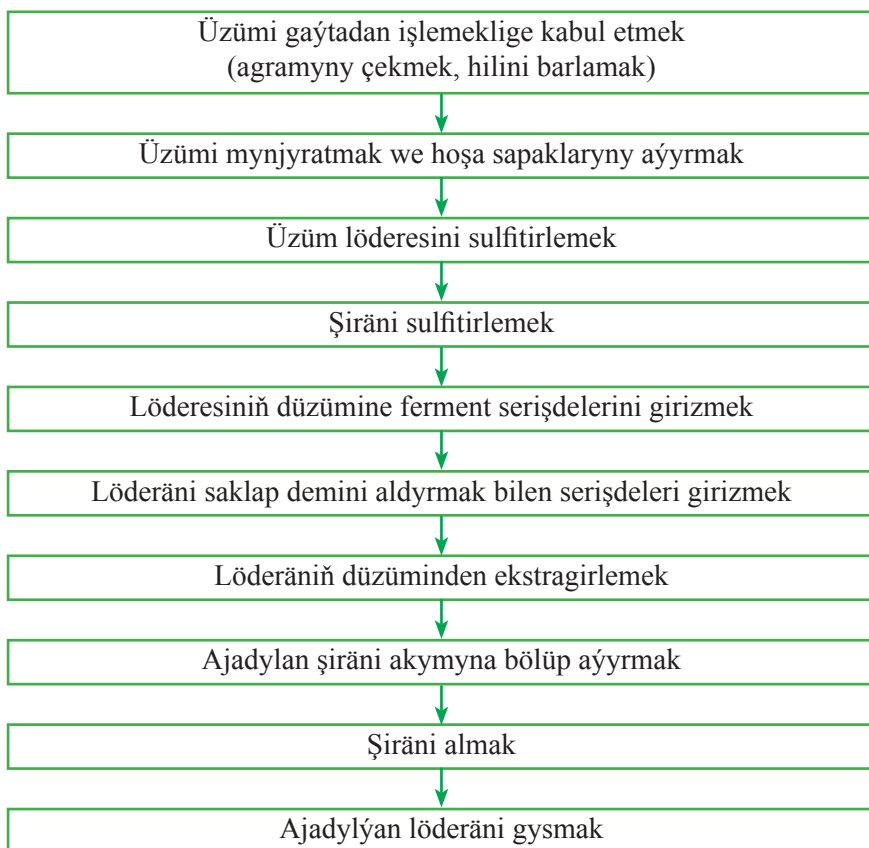 Üzümi gaýtadan işlemeklige kabul etmek
(agramyny çekmek, hilini barlamak)
Üzümi mynjyratmak we hoşa sapaklaryny aýyrmak
Üzüm löderesini sulfitirlemek
Şiräni sulfitirlemek
Löderesiniň düzümine ferment serişdelerini girizmek
Löderäni saklap demini aldyrmak bilen serişdeleri girizmek
Löderäniň düzüminden ekstragirlemek
Ajadylan şiräni akymyna bölüp aýyrmak
Şiräni almak
Ajadylýan löderäni gysmak